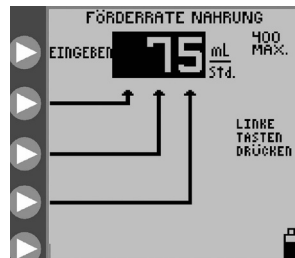 FÖRDERRATE NAHRUNG
EINGEBEN 75 mL Std.
400 MAX.
LINKE
TASTEN
DRÜCKEN